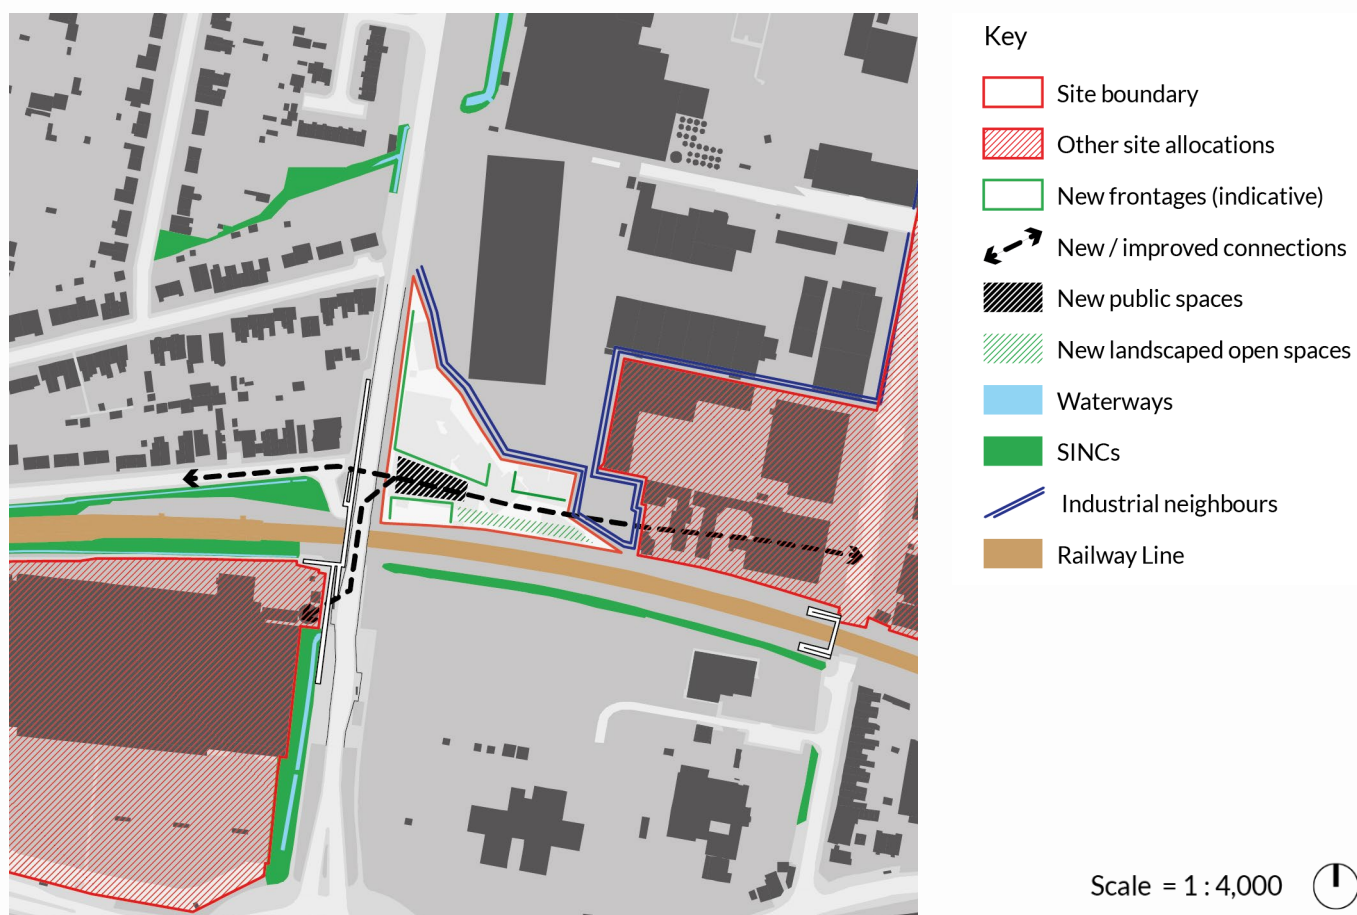 Key
Site boundary
Other site allocations
New frontages (indicative)
New / improved connections
New public spaces
New landscaped open spaces
Waterways
SINCs
Industrial neighbours
Railway Line
Scale = 1 : 4,000